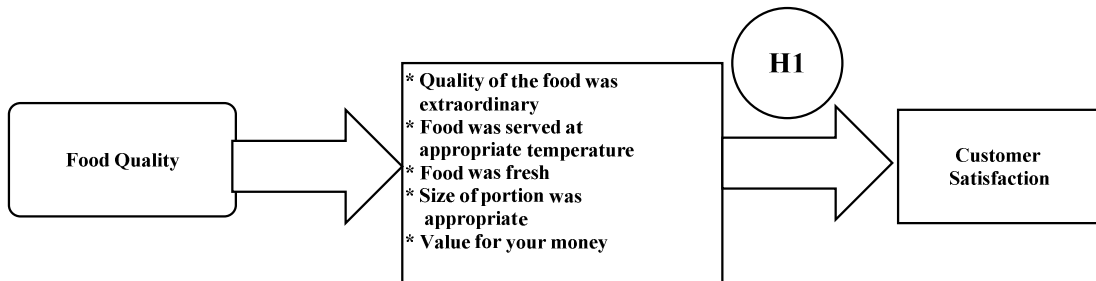 H1
* Quality of the food was
extraordinary
* Food was served at
appropriate temperature
* Food was fresh
* Size of portion was
appropriate
* Value for your money
Food Quality
Customer
Satisfaction